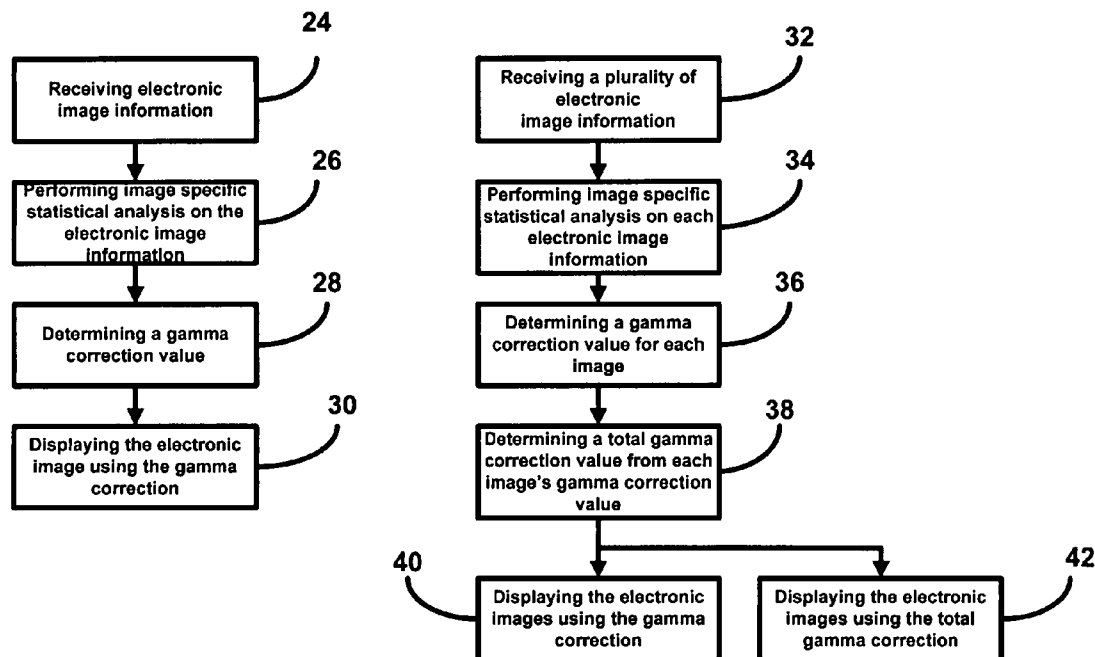 24
Receiving electronic
image information
26
Performing image specific
statistical analysis on the
electronic image
information
28
Determining a gamma
correction value
30
Displaying the electronic
image using the gamma
correction
32
Receiving a plurality of
electronic
image information
34
Performing image specific
statistical analysis on each
electronic image
information
36
Determining a gamma
correction value for each
image
38
Determining a total gamma
correction value from each
image's gamma correction
value
40
Displaying the electronic
images using the gamma
correction
42
Displaying the electronic
images using the total
gamma correction